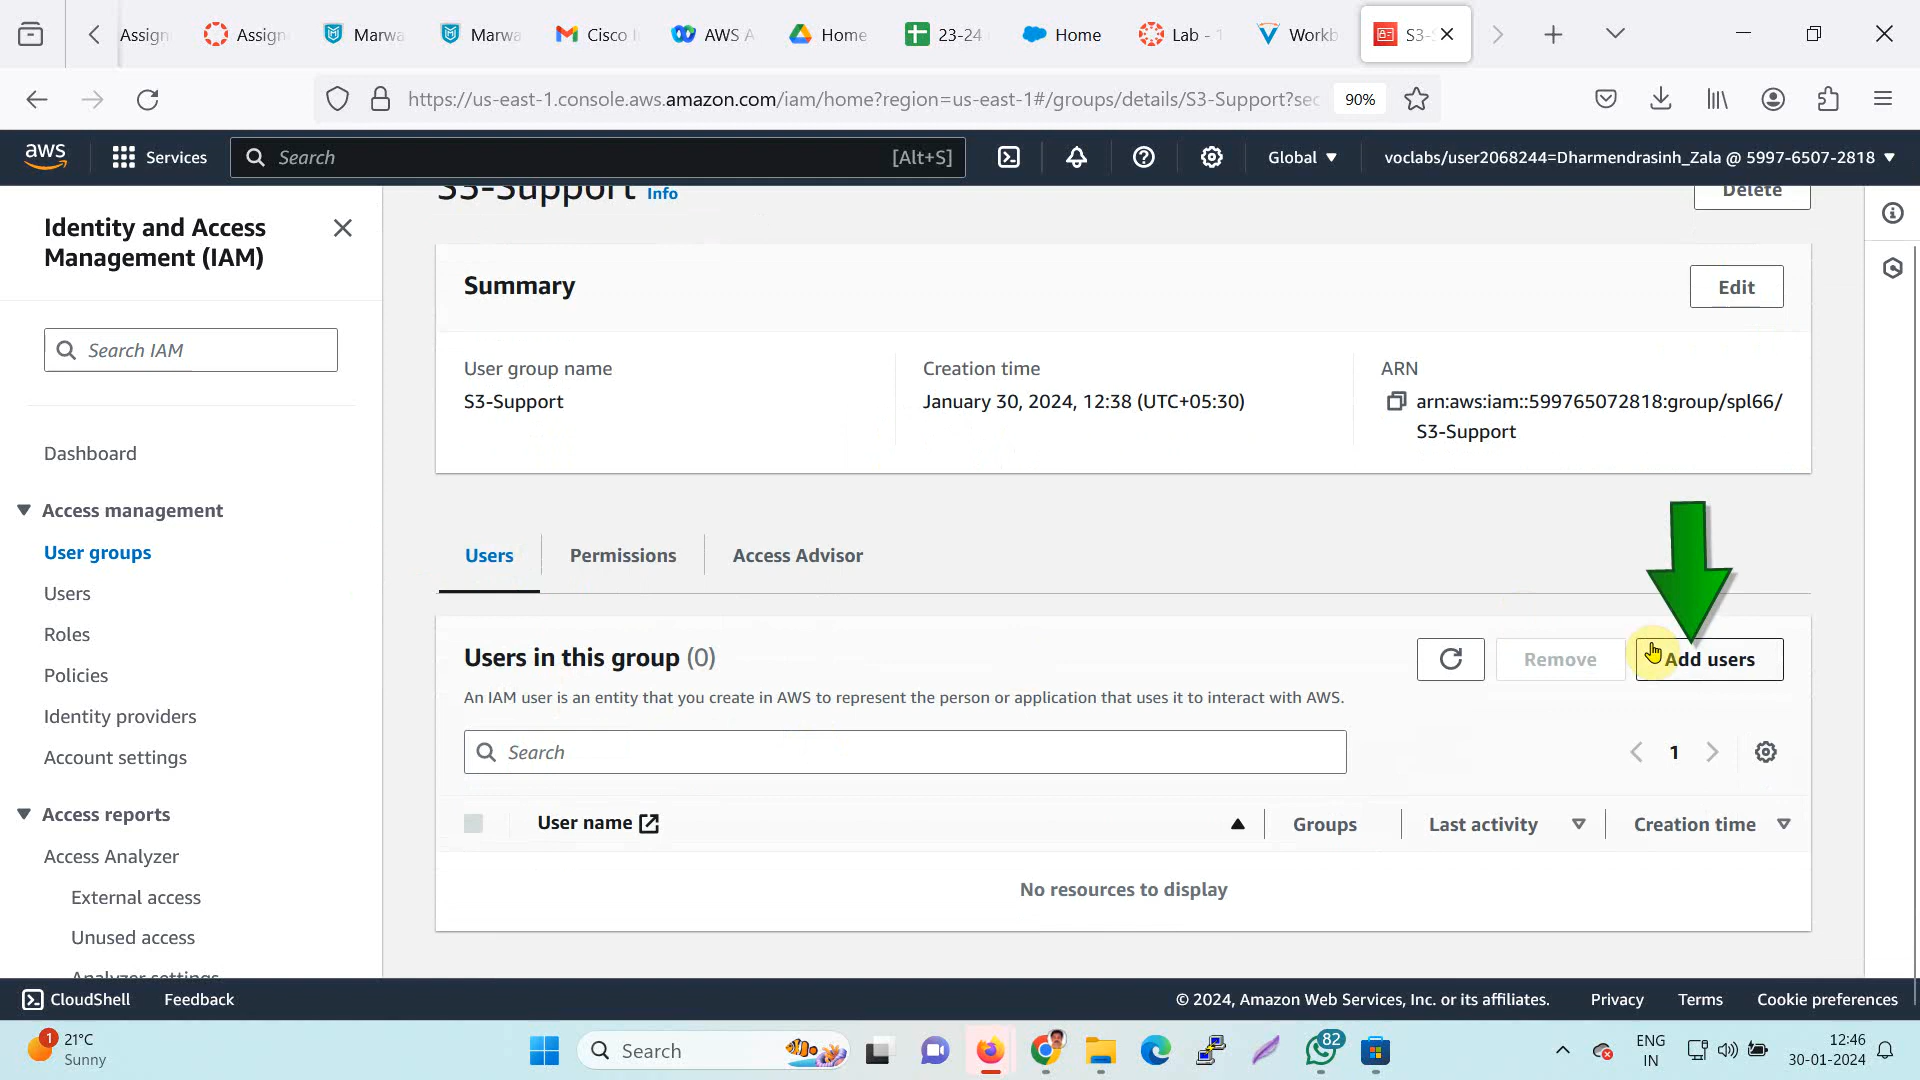 Assign
Assign
Marwa
Marwa
Cisco I
AWS A
Home
23-24
Home
Lab - 1
Workb
S3-
https://us-east-1.console.aws.amazon.com/iam/home?region=us-east-1#/groups/details/S3-Support?sec
90%
aws
Services
Search
[Alt+S]
Global
voclabs/user2068244=Dharmendrasinh_Zala @ 5997-6507-2818
Identity and Access
Management (IAM)
Search IAM
Dashboard
Access management
User groups
Users
Roles
Policies
Identity providers
Account settings
Access reports
Access Analyzer
External access
Unused access
Analyzer settings
S3-Support Info
Delete
Summary
Edit
User group name
S3-Support
Creation time
January 30, 2024, 12:38 (UTC+05:30)
ARN
arn:aws:iam::599765072818:group/spl66/
S3-Support
Users
Permissions
Access Advisor
Users in this group (0)
Remove
Add users
An IAM user is an entity that you create in AWS to represent the person or application that uses it to interact with AWS.
Search
1
User name
Groups
Last activity
Creation time
No resources to display
CloudShell
Feedback
© 2024, Amazon Web Services, Inc. or its affiliates.
Privacy
Terms
Cookie preferences
1
21°C
Sunny
Search
82
ENG
IN
12:46
30-01-2024